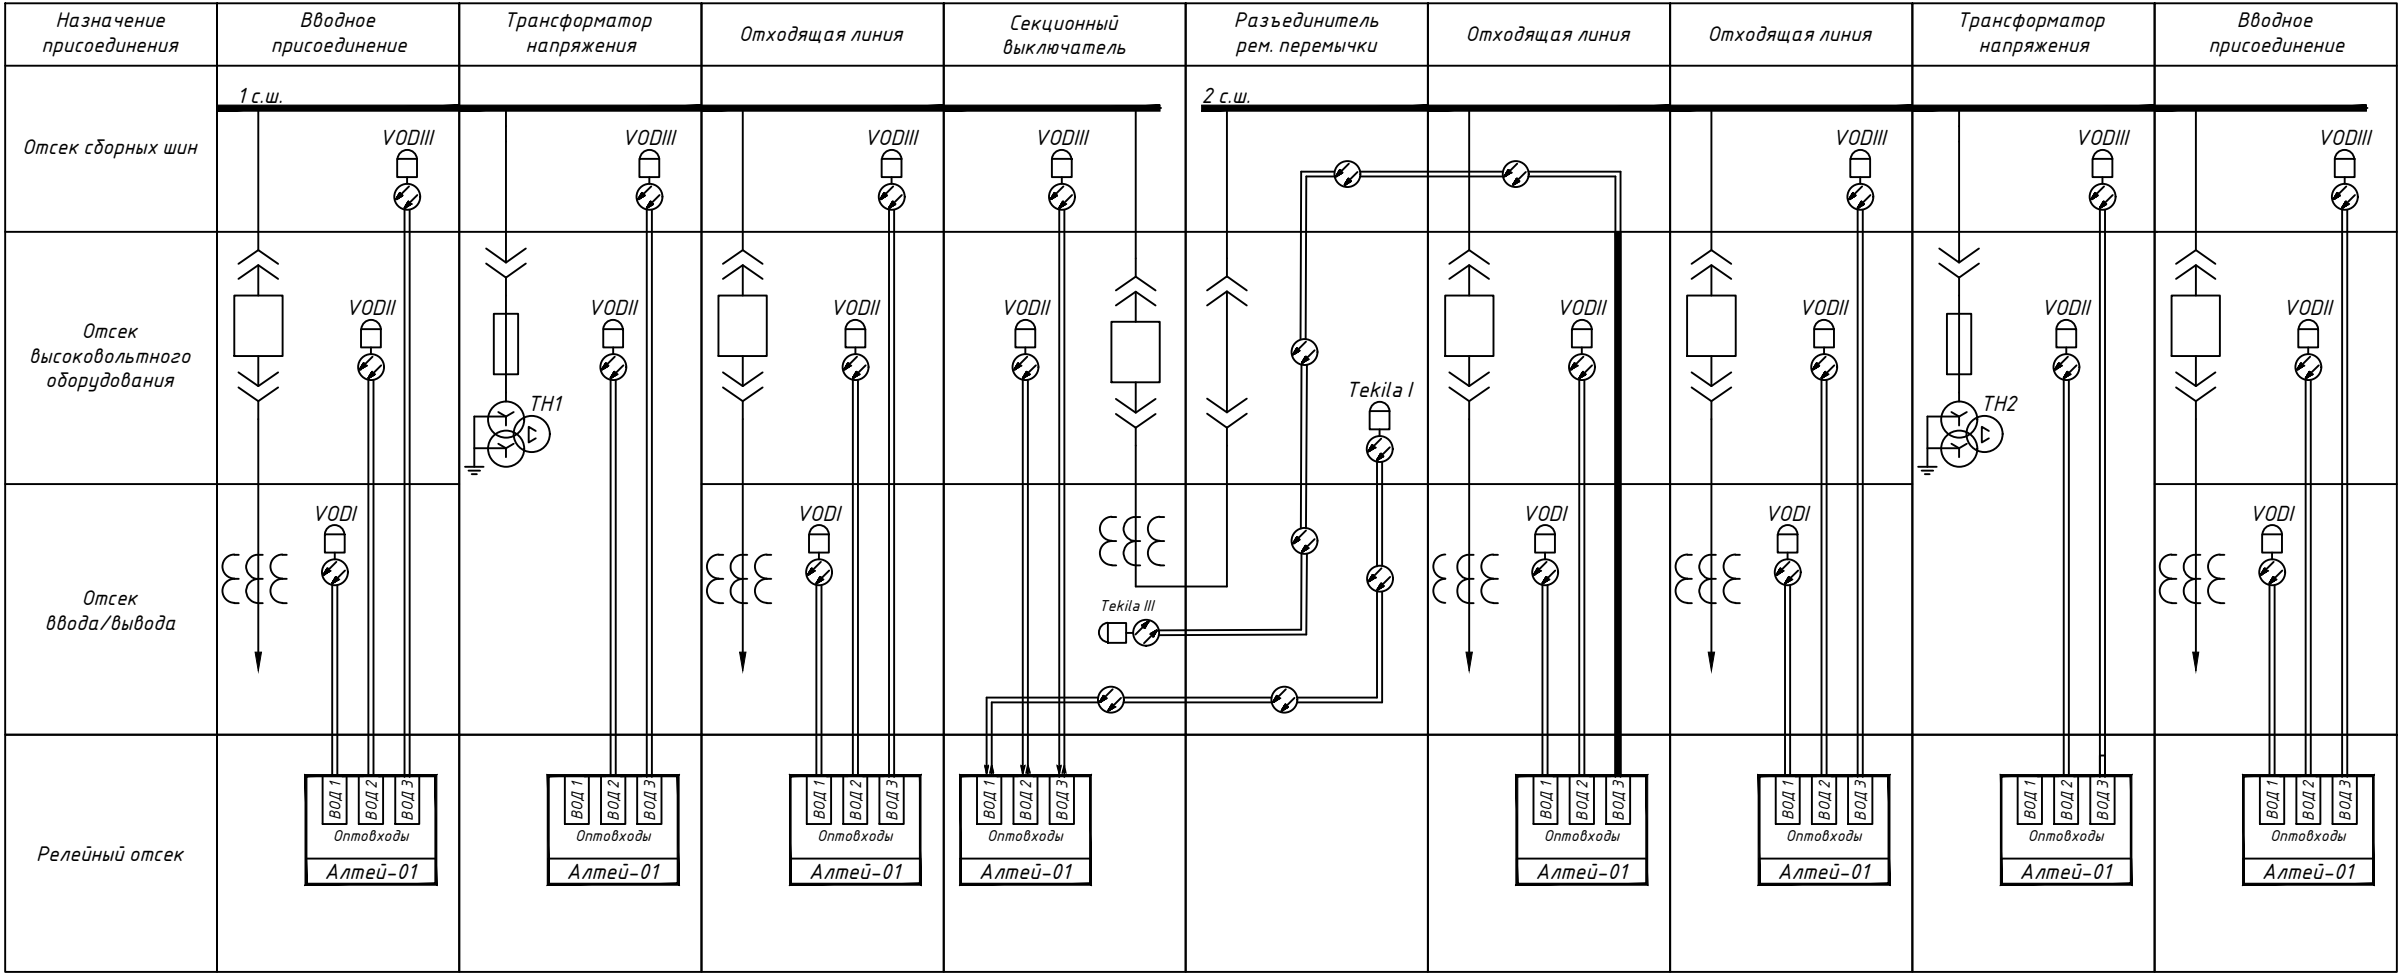 Назначение
присоединения
Вводное
присоединение
Трансформатор
напряжения
Отходящая линия
Секционный
выключатель
Разъединитель
рем. перемычки
Отходящая линия
Отходящая линия
Трансформатор
напряжения
Вводное
присоединение
Отсек сборных шин
1 с.ш.
2 с.ш.
VODIII
VODIII
VODIII
VODIII
VODIII
VODIII
VODIII
Отсек
высоковольтного
оборудования
VODII
VODII
VODII
VODII
VODII
VODII
VODII
VODII
ТН1
Tekila I
ТН2
Отсек
ввода/вывода
VODI
VODI
VODI
VODI
VODI
Tekila III
Релейный отсек
ВОД 1
ВОД 2
ВОД 3
Оптовходы
Алтей-01
ВОД 1
ВОД 2
ВОД 3
Оптовходы
Алтей-01
ВОД 1
ВОД 2
ВОД 3
Оптовходы
Алтей-01
ВОД 1
ВОД 2
ВОД 3
Оптовходы
Алтей-01
ВОД 1
ВОД 2
ВОД 3
Оптовходы
Алтей-01
ВОД 1
ВОД 2
ВОД 3
Оптовходы
Алтей-01
ВОД 1
ВОД 2
ВОД 3
Оптовходы
Алтей-01
ВОД 1
ВОД 2
ВОД 3
Оптовходы
Алтей-01